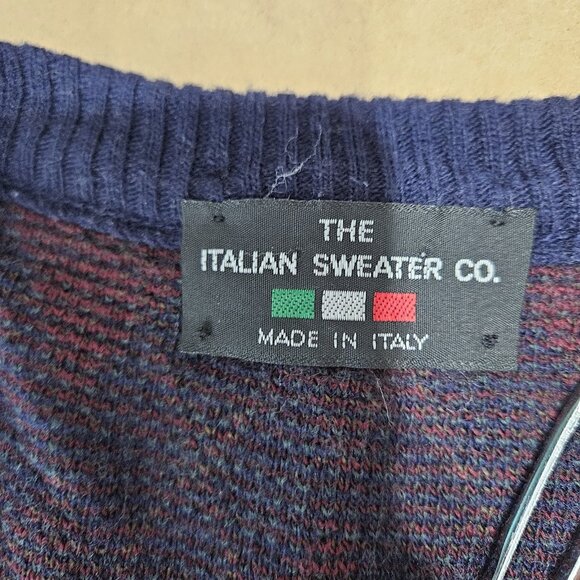 THE
ITALIAN SWEATER CO.
MADE IN ITALY